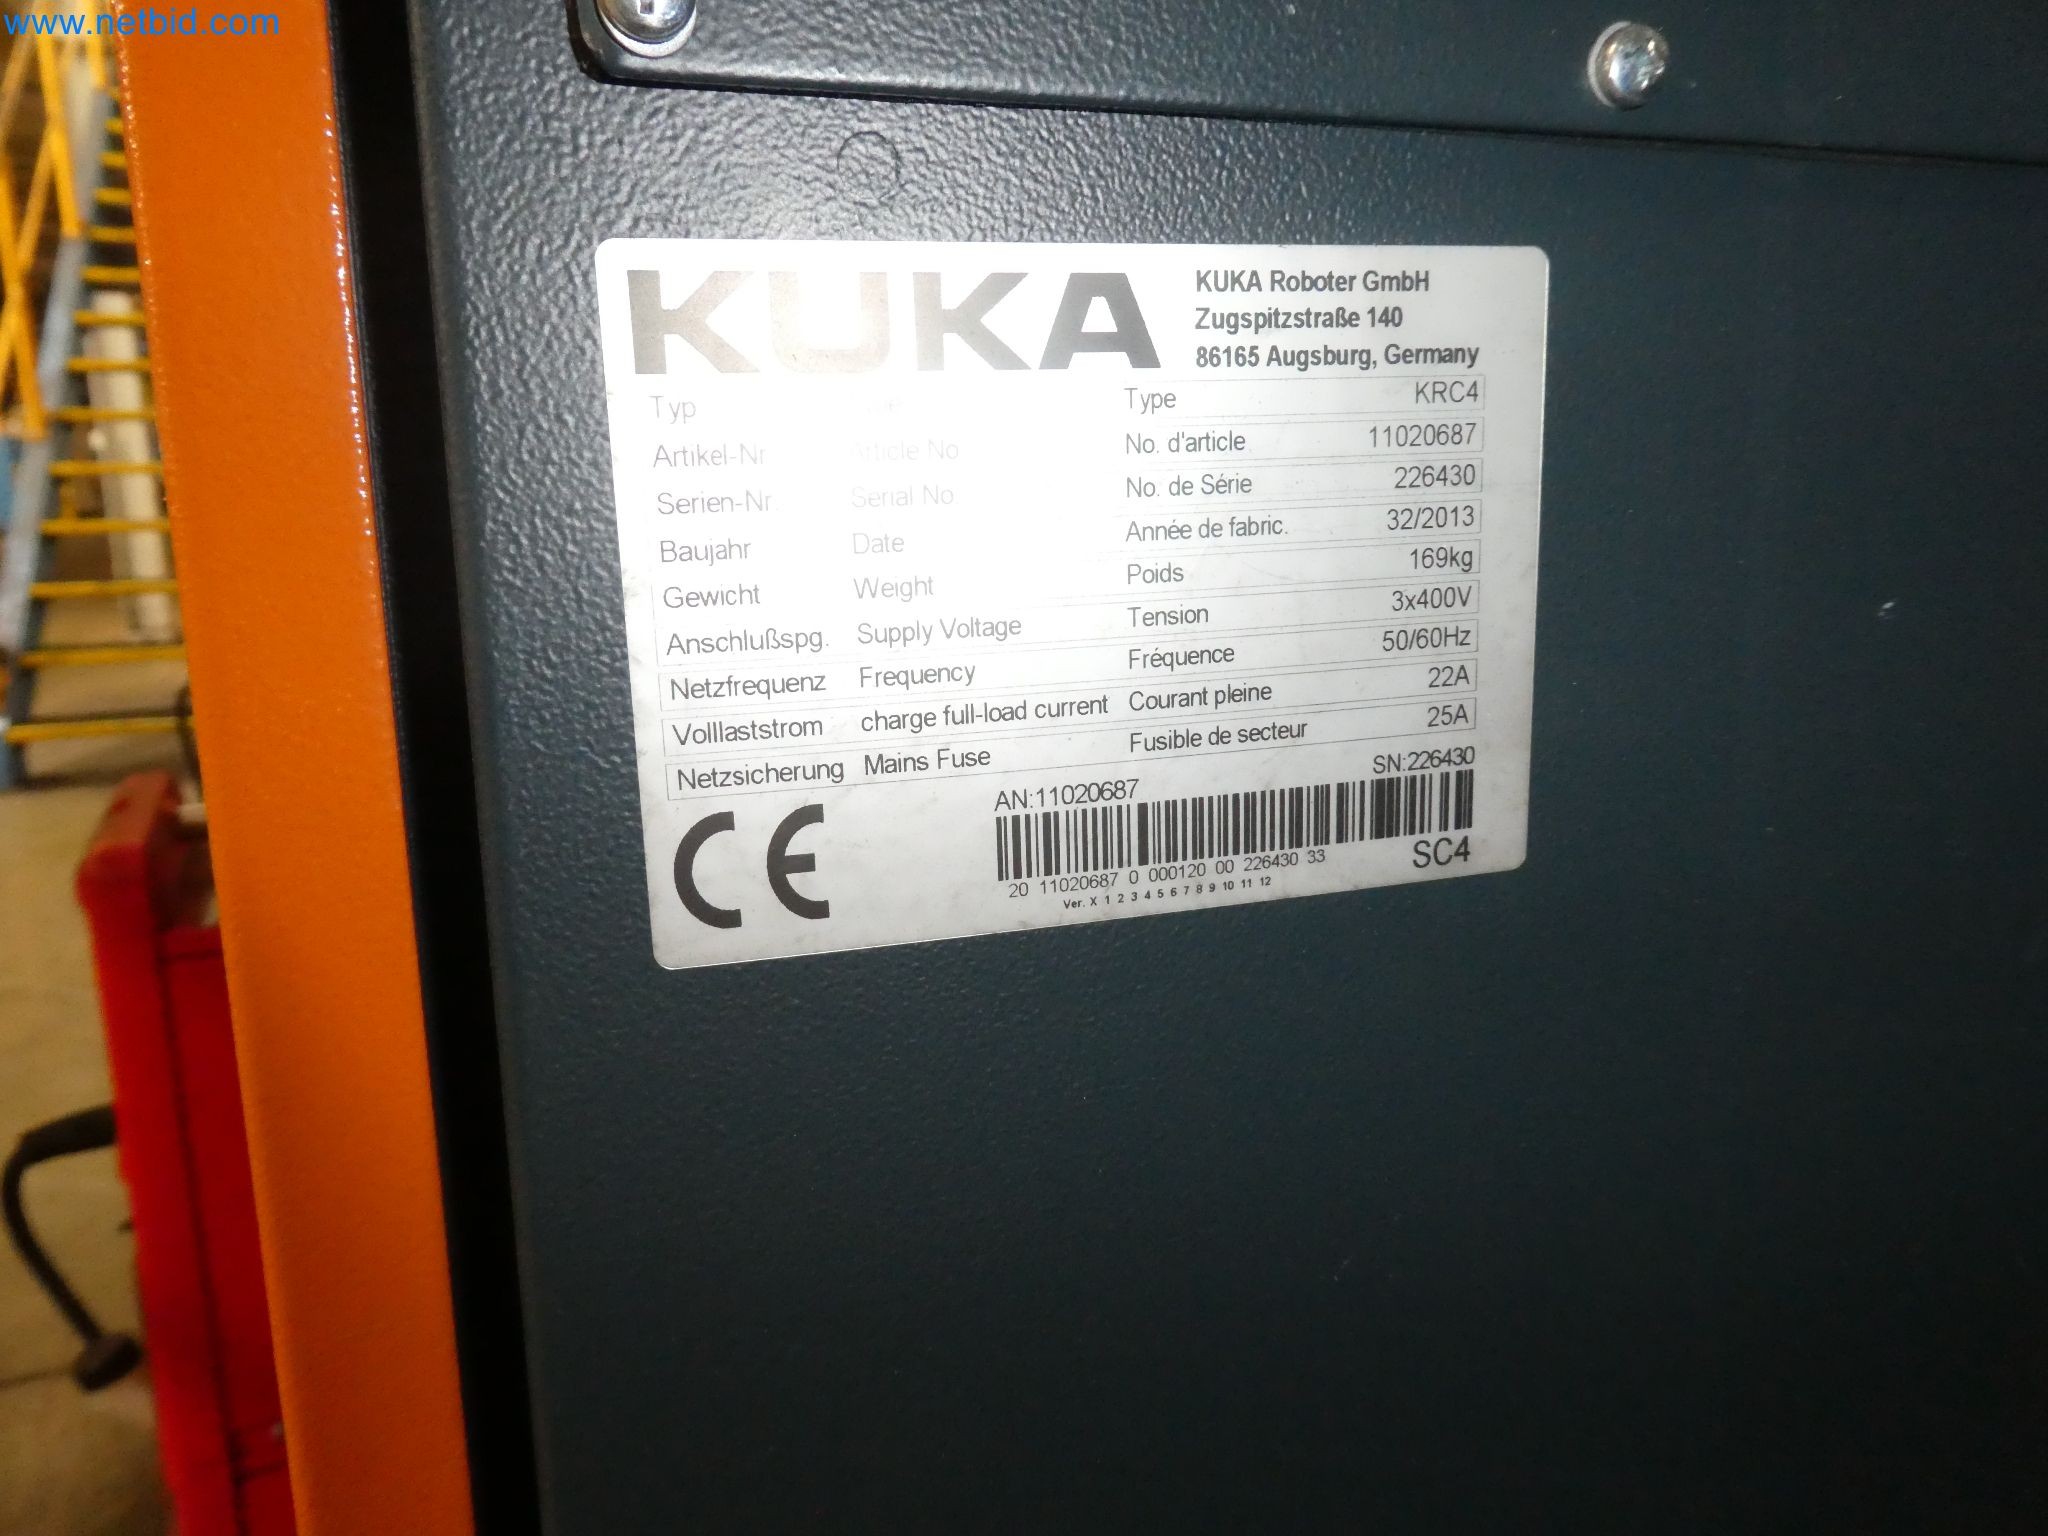 www.netbid.com
KUKA
KUKA Roboter GmbH
Zugspitzstraße 140
86165 Augsburg, Germany
Typ Type KRC4
Artikel-Nr. Article No No. d'article 11020687
Serien-Nr. Serial No No. de Série 226430
Baujahr Date Année de fabric. 32/2013
Gewicht Weight Poids 169kg
Anschlußspg. Supply Voltage Tension 3x400V
Netzfrequenz Frequency Fréquence 50/60Hz
Volllaststrom charge full-load current Courant pleine 22A
Netzsicherung Mains Fuse Fusible de secteur 25A
AN:11020687 SN:226430
20 11020687 0 000120 00 226430 33 SC4
Ver. X 1 2 3 4 5 6 7 8 9 10 11 12
CE